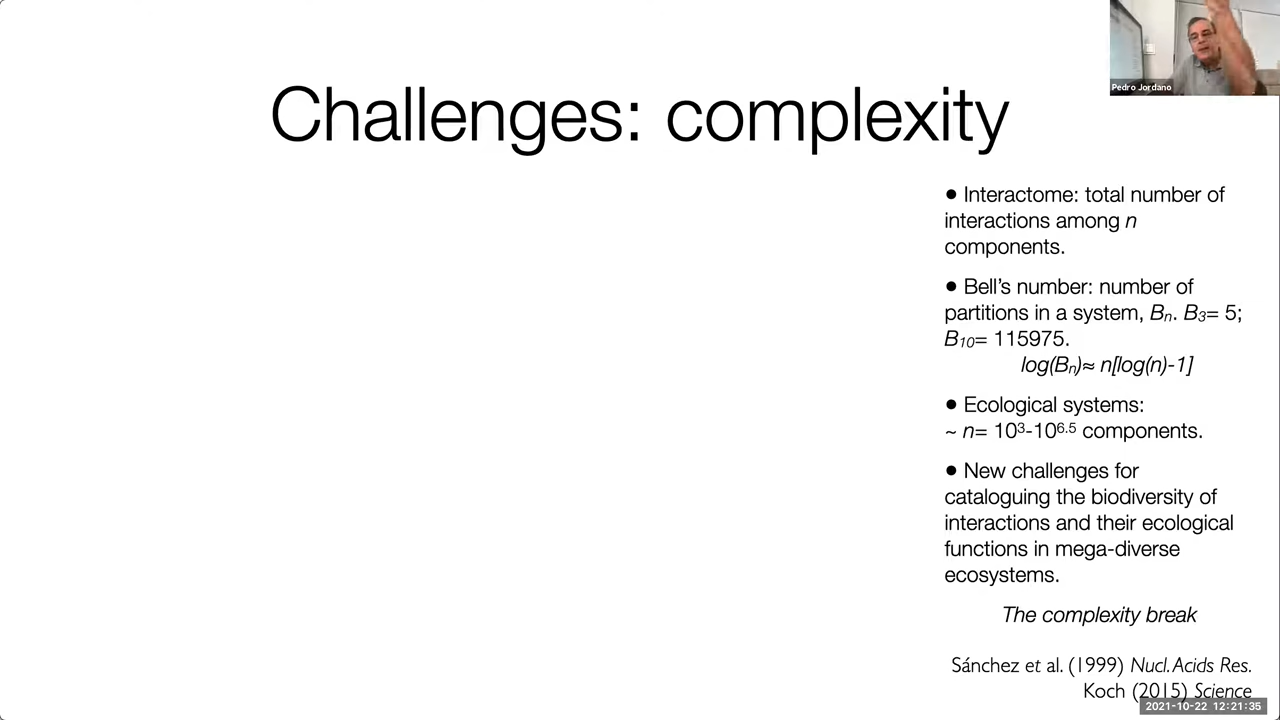 Pedro Jordano
Challenges: complexity
● Interactome: total number of
interactions among n
components.
● Bell’s number: number of
partitions in a system, Bn. B3= 5;
B10= 115975.
log(Bn)≈ n[log(n)-1]
● Ecological systems:
~ n= 10³-10⁶·⁵ components.
● New challenges for
cataloguing the biodiversity of
interactions and their ecological
functions in mega-diverse
ecosystems.
The complexity break
Sánchez et al. (1999) Nucl. Acids Res.
Koch (2015) Science
2021-10-22 12:21:35